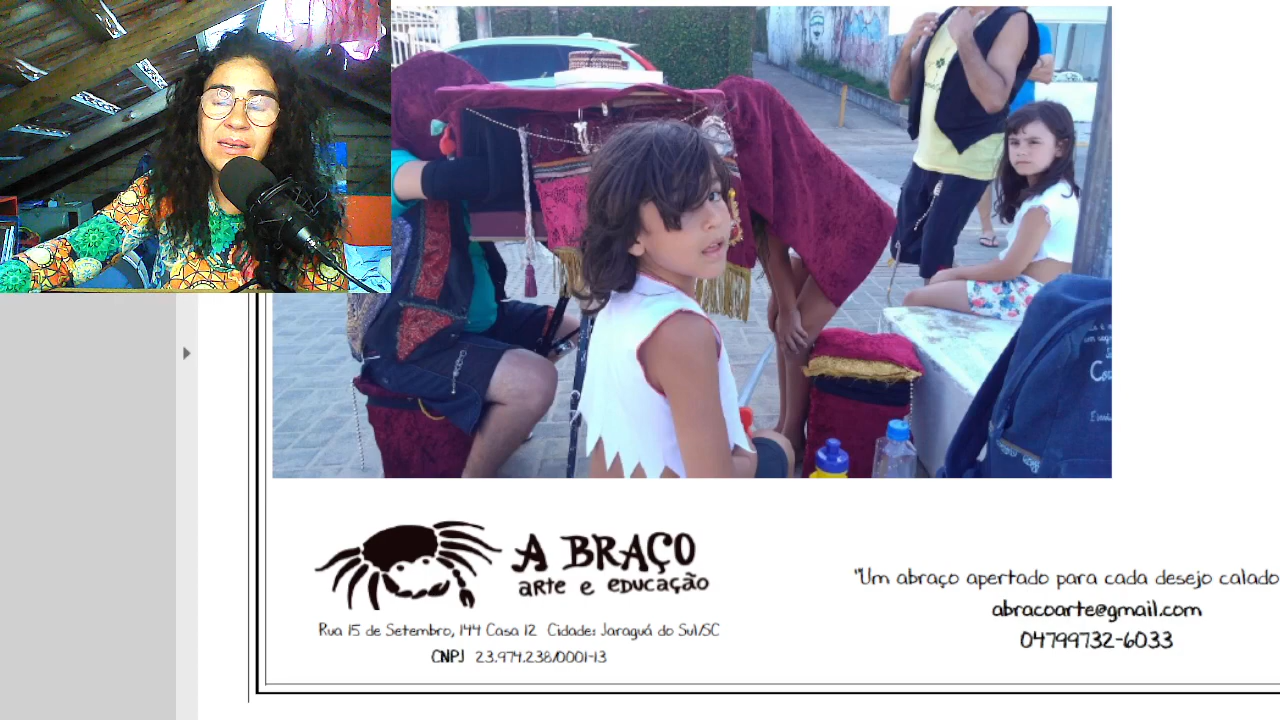 A BRAÇO
arte e educação
Rua 15 de Setembro, 144 Casa 12 Cidade: Jaraguá do Sul/SC
CNPJ 23.974.238/0001-13
"Um abraço apertado para cada desejo calado
abracoarte@gmail.com
04799732-6033